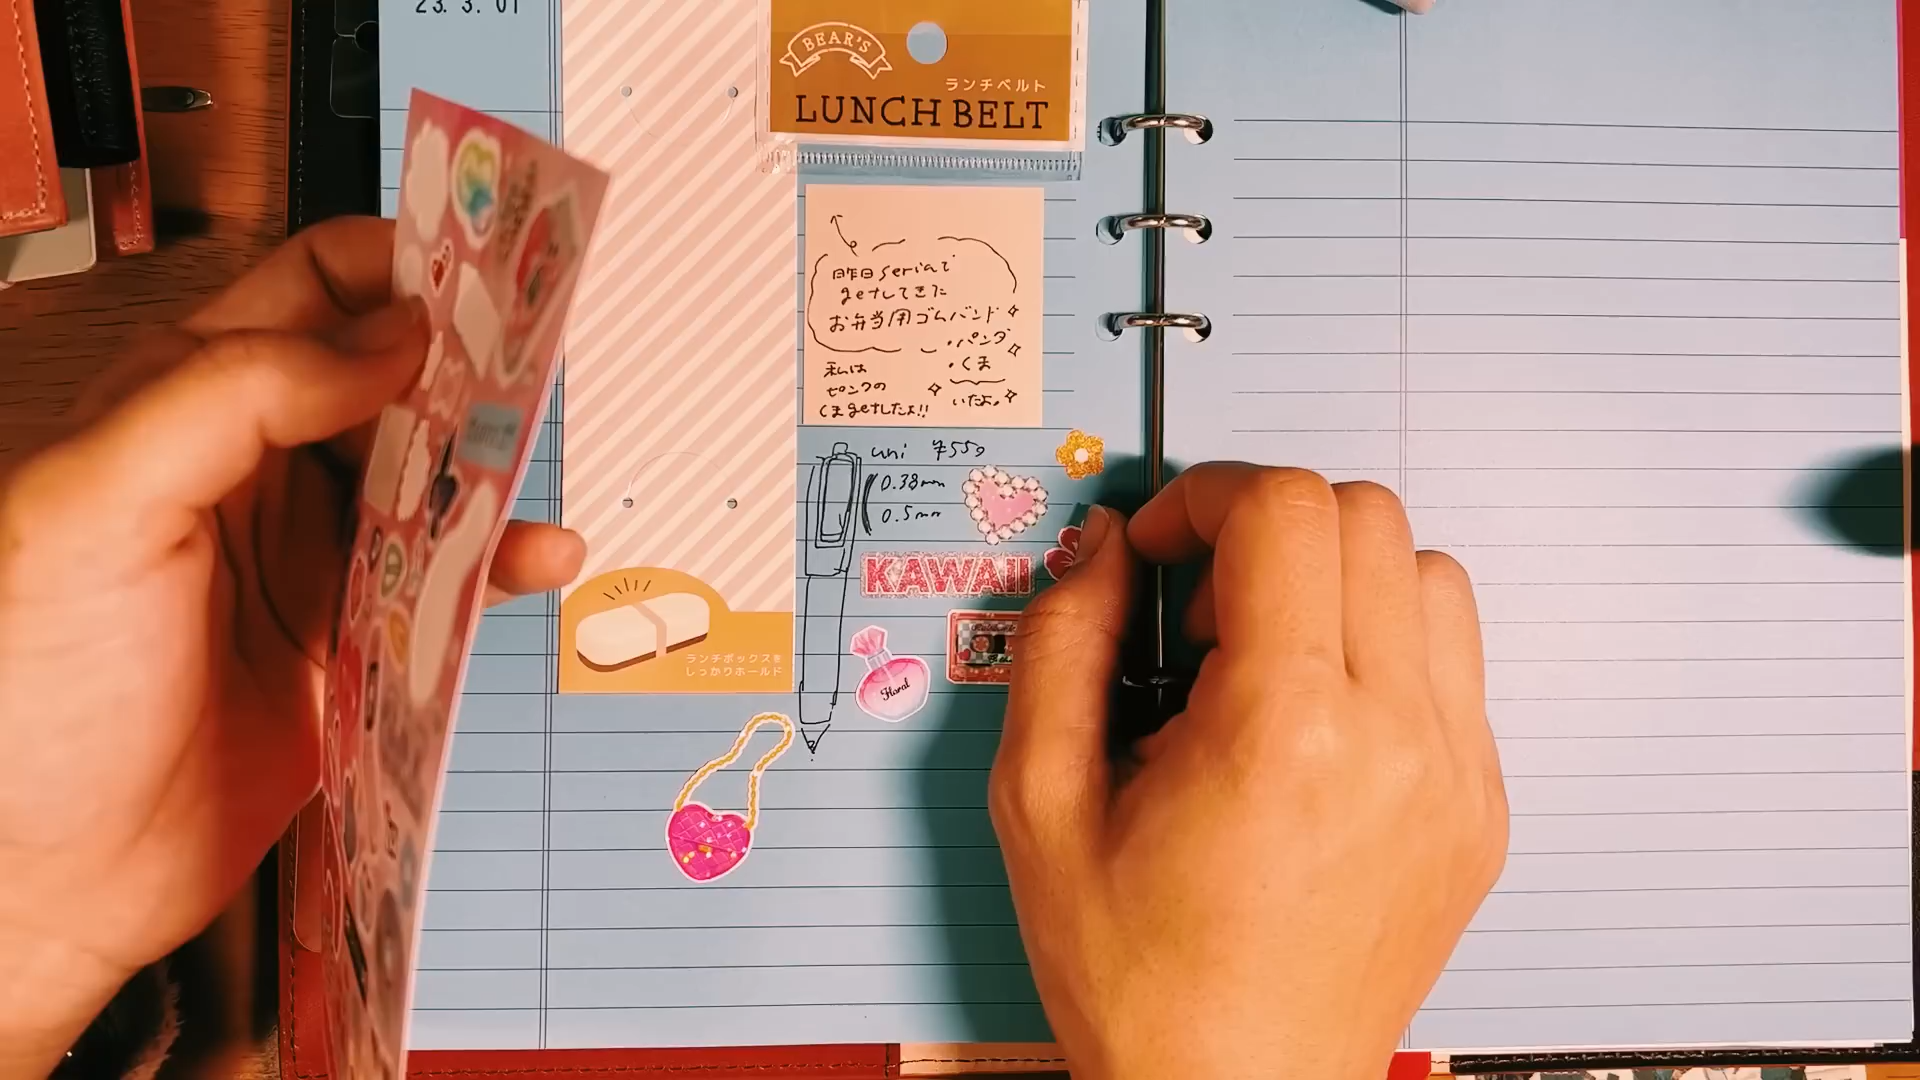 23. 3. 01
BEAR'S
ランチベルト
LUNCH BELT
昨日seriaで
getしてきた
お弁当用ゴムバンド
・パンダ
・くま
いたよ。
私は
ピンクの
くまgetしたよ!!
uni
0.38mm
0.5mm
KAWAII
Floral
ランチボックスを
しっかりホールド